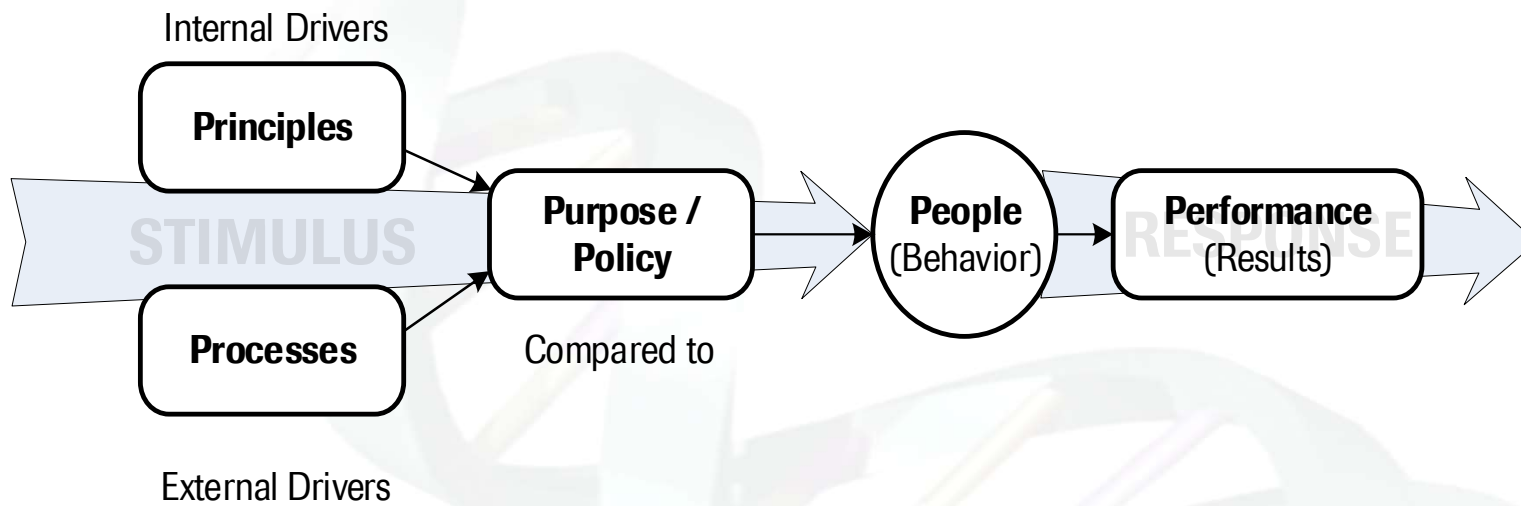 Internal Drivers
Principles
STIMULUS
Processes
External Drivers
Purpose /
Policy
Compared to
People
(Behavior)
Performance
RESPONSE
(Results)